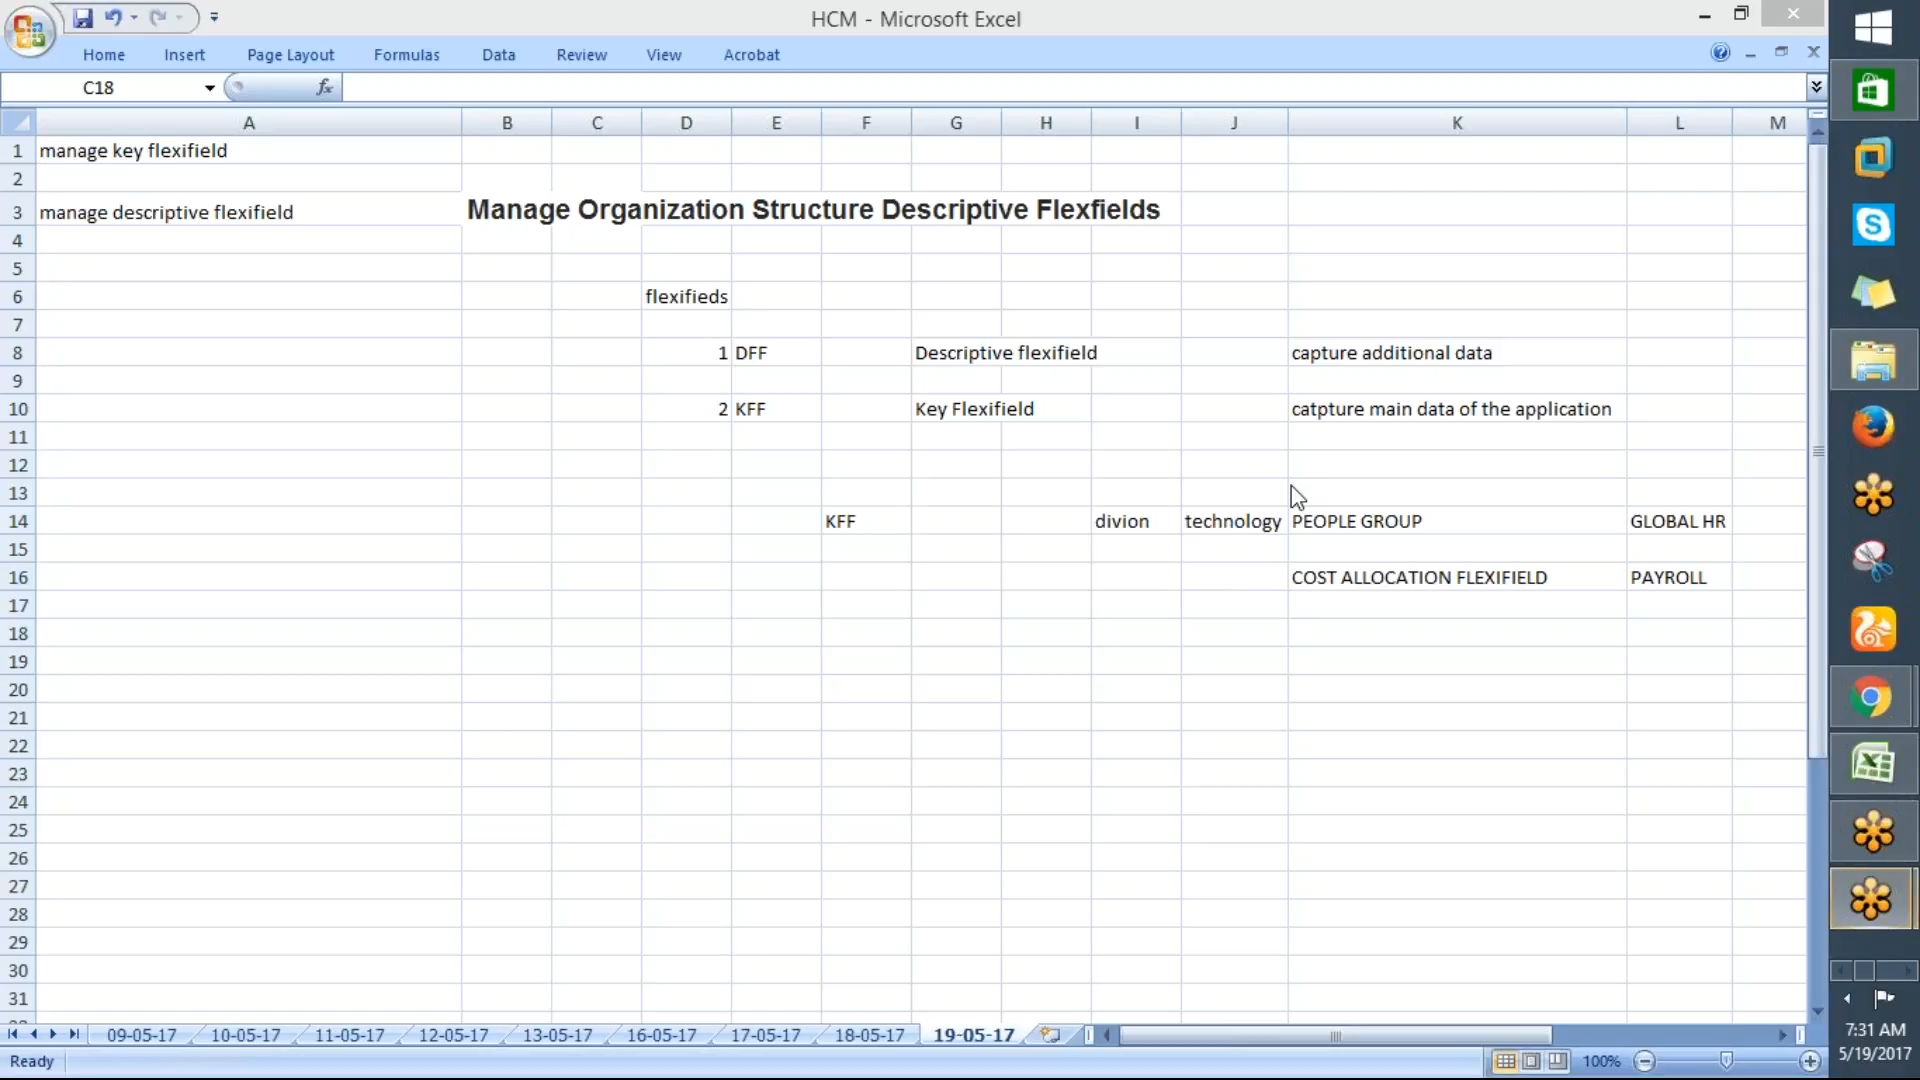 HCM - Microsoft Excel
Home Insert Page Layout Formulas Data Review View Acrobat
C18 fx
A B C D E F G H I J K L M
1 manage key flexifield
2
3 manage descriptive flexifield Manage Organization Structure Descriptive Flexfields
4
5
6 flexifieds
7
8 1 DFF Descriptive flexifield capture additional data
9
10 2 KFF Key Flexifield catpture main data of the application
11
12
13
14 KFF divion technology PEOPLE GROUP GLOBAL HR
15
16 COST ALLOCATION FLEXIFIELD PAYROLL
17
18
19
20
21
22
23
24
25
26
27
28
29
30
31
09-05-17 10-05-17 11-05-17 12-05-17 13-05-17 16-05-17 17-05-17 18-05-17 19-05-17
Ready 100%
7:31 AM
5/19/2017